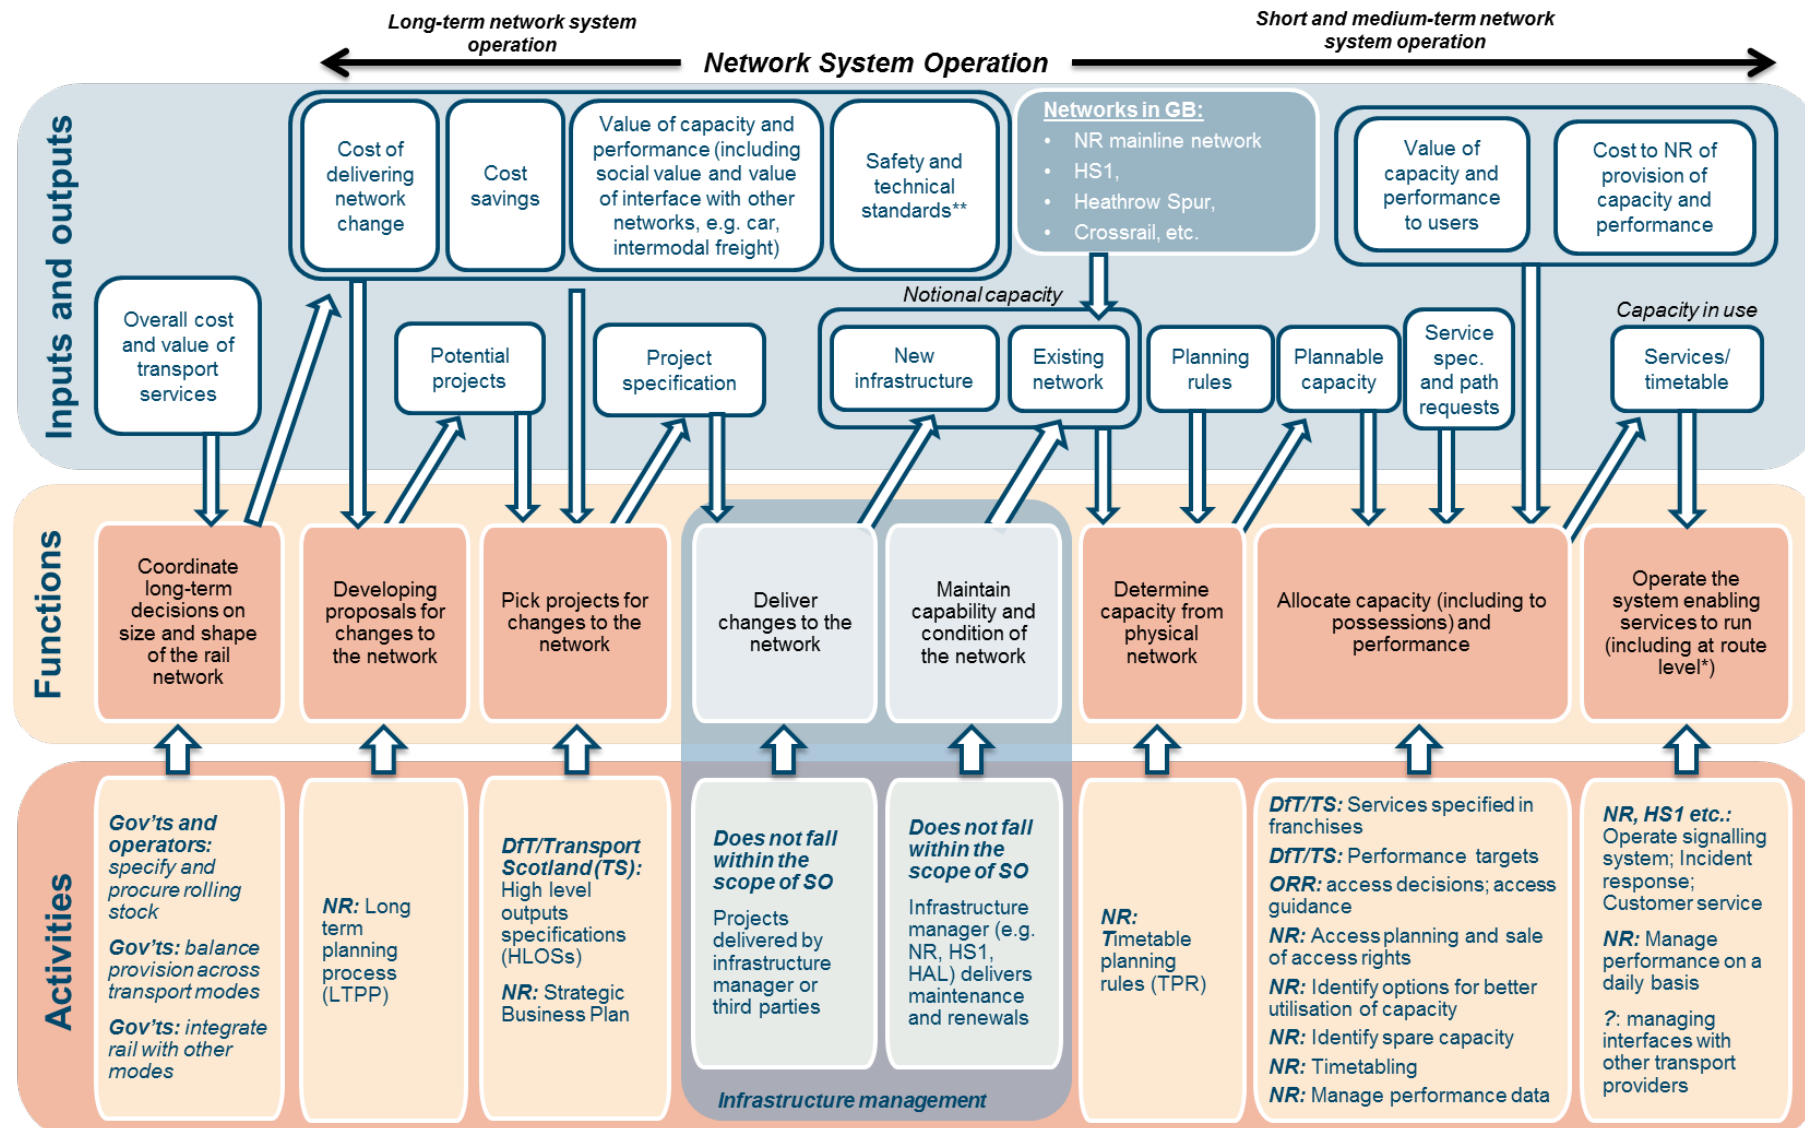 Long-term network system
operation
Short and medium-term network
system operation
Network System Operation
Inputs and outputs
Cost of
delivering
network
change
Cost
savings
Value of capacity and
performance (including
social value and value
of interface with other
networks, e.g. car,
intermodal freight)
Safety and
technical
standards**
Networks in GB:
• NR mainline network
• HS1,
• Heathrow Spur,
• Crossrail, etc.
Value of
capacity and
performance
to users
Cost to NR of
provision of
capacity and
performance
Overall cost
and value of
transport
services
Potential
projects
Project
specification
Notional capacity
New
infrastructure
Existing
network
Planning
rules
Plannable
capacity
Service
spec.
and path
requests
Capacity in use
Services/
timetable
Functions
Coordinate
long-term
decisions on
size and shape
of the rail
network
Developing
proposals for
changes to
the network
Pick projects for
changes to the
network
Deliver
changes to the
network
Maintain
capability and
condition of
the network
Determine
capacity from
physical
network
Allocate capacity (including to
possessions) and
performance
Operate the
system enabling
services to run
(including at route
level*)
Activities
Gov'ts and
operators:
specify and
procure rolling
stock
Gov'ts: balance
provision across
transport modes
Gov'ts: integrate
rail with other
modes
NR: Long
term
planning
process
(LTPP)
DfT/Transport
Scotland (TS):
High level
outputs
specifications
(HLOSs)
NR: Strategic
Business Plan
Does not fall
within the
scope of SO
Projects
delivered by
infrastructure
manager or
third parties
Does not fall
within the
scope of SO
Infrastructure
manager (e.g.
NR, HS1,
HAL) delivers
maintenance
and renewals
Infrastructure management
NR:
Timetable
planning
rules (TPR)
DfT/TS: Services specified in
franchises
DfT/TS: Performance targets
ORR: access decisions; access
guidance
NR: Access planning and sale
of access rights
NR: Identify options for better
utilisation of capacity
NR: Identify spare capacity
NR: Timetabling
NR: Manage performance data
NR, HS1 etc.:
Operate signalling
system; Incident
response;
Customer service
NR: Manage
performance on a
daily basis
?: managing
interfaces with
other transport
providers